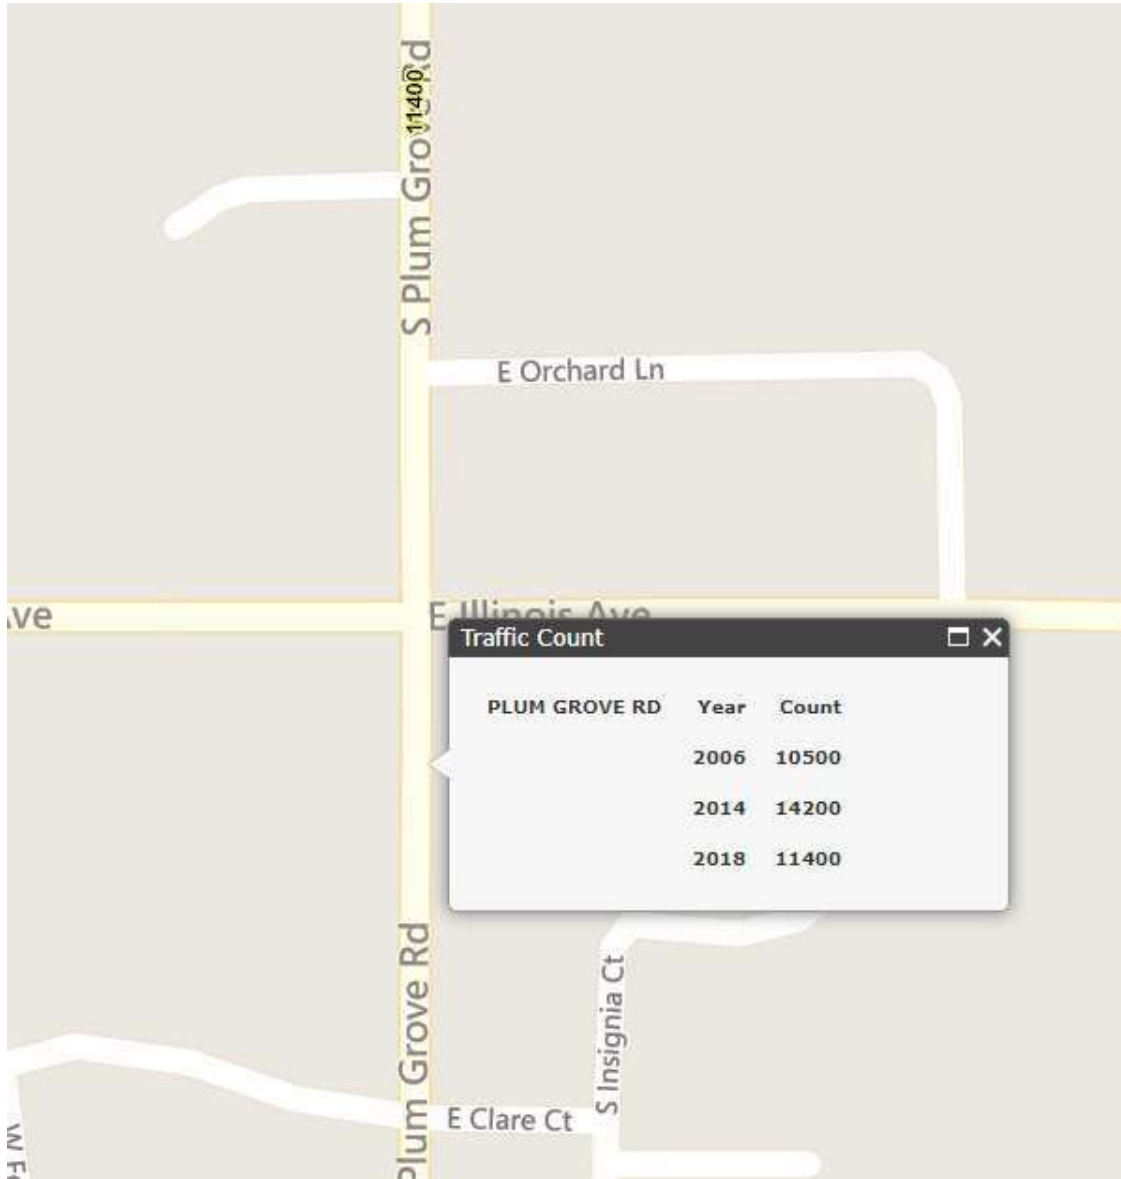 S Plum Grove Rd
11400
E Orchard Ln
Ave
E Illinois Ave
Traffic Count
PLUM GROVE RD Year Count
2006 10500
2014 14200
2018 11400
Plum Grove Rd
S Insignia Ct
E Clare Ct